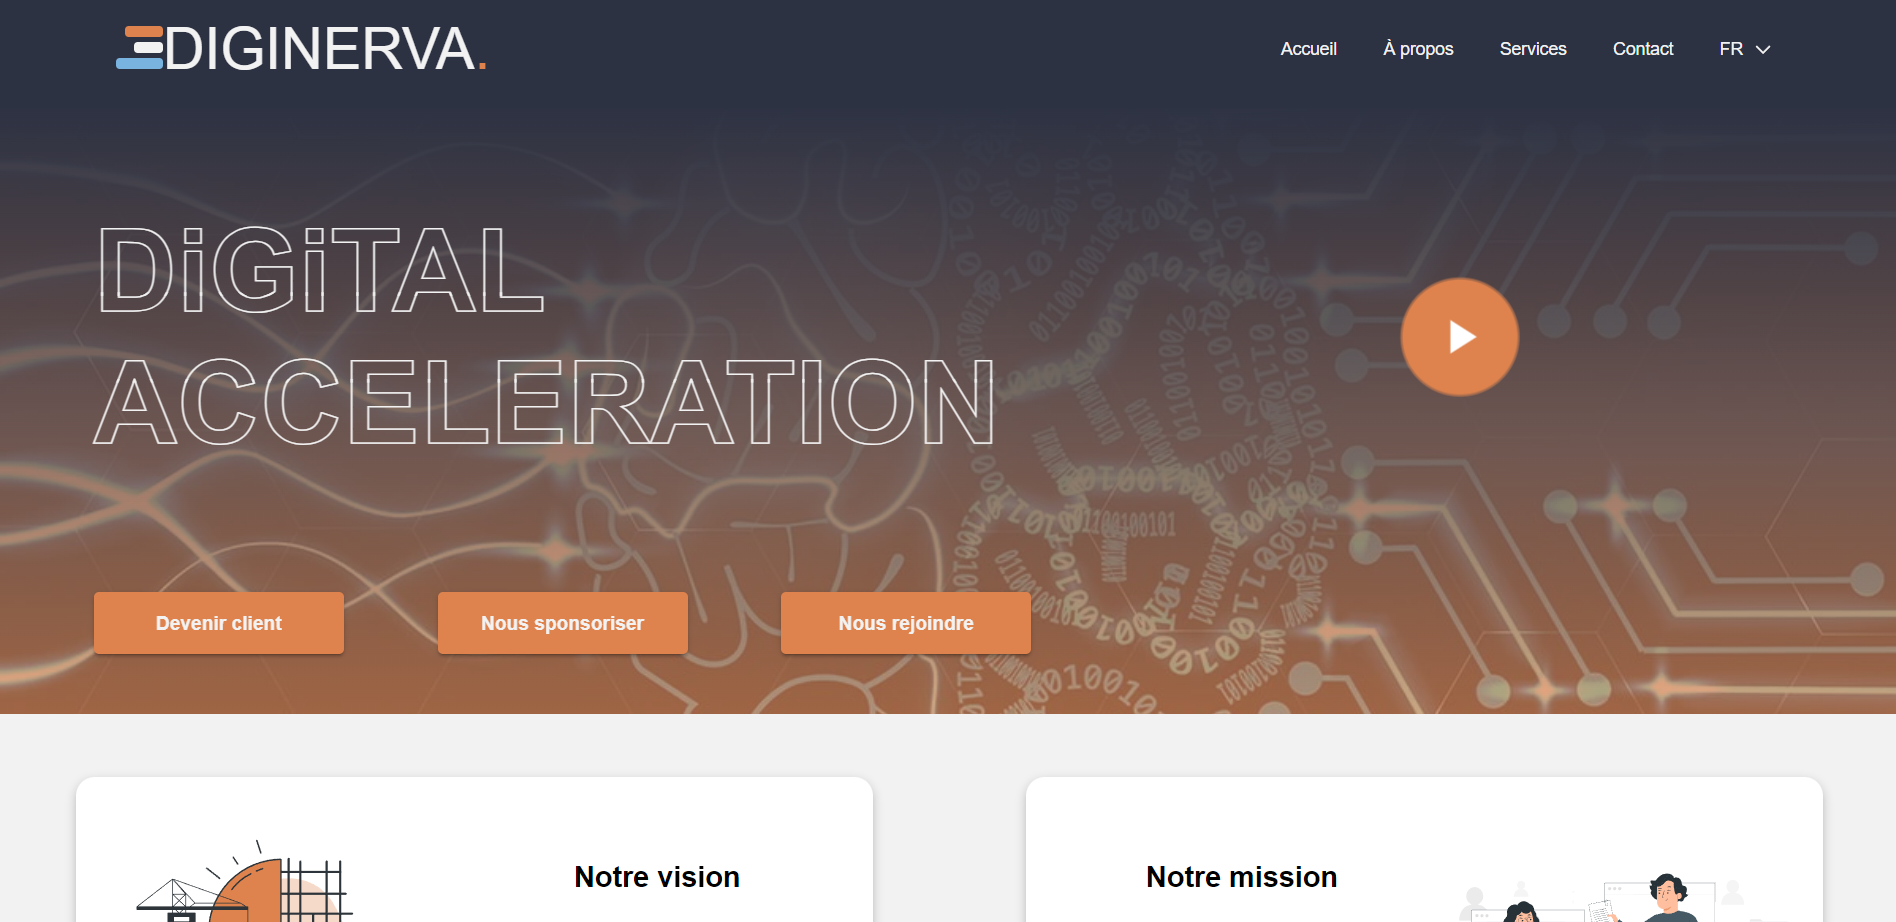 DIGINERVA.
Accueil À propos Services Contact FR
DiGiTAL
ACCELERATION
Devenir client Nous sponsoriser Nous rejoindre
Notre vision Notre mission